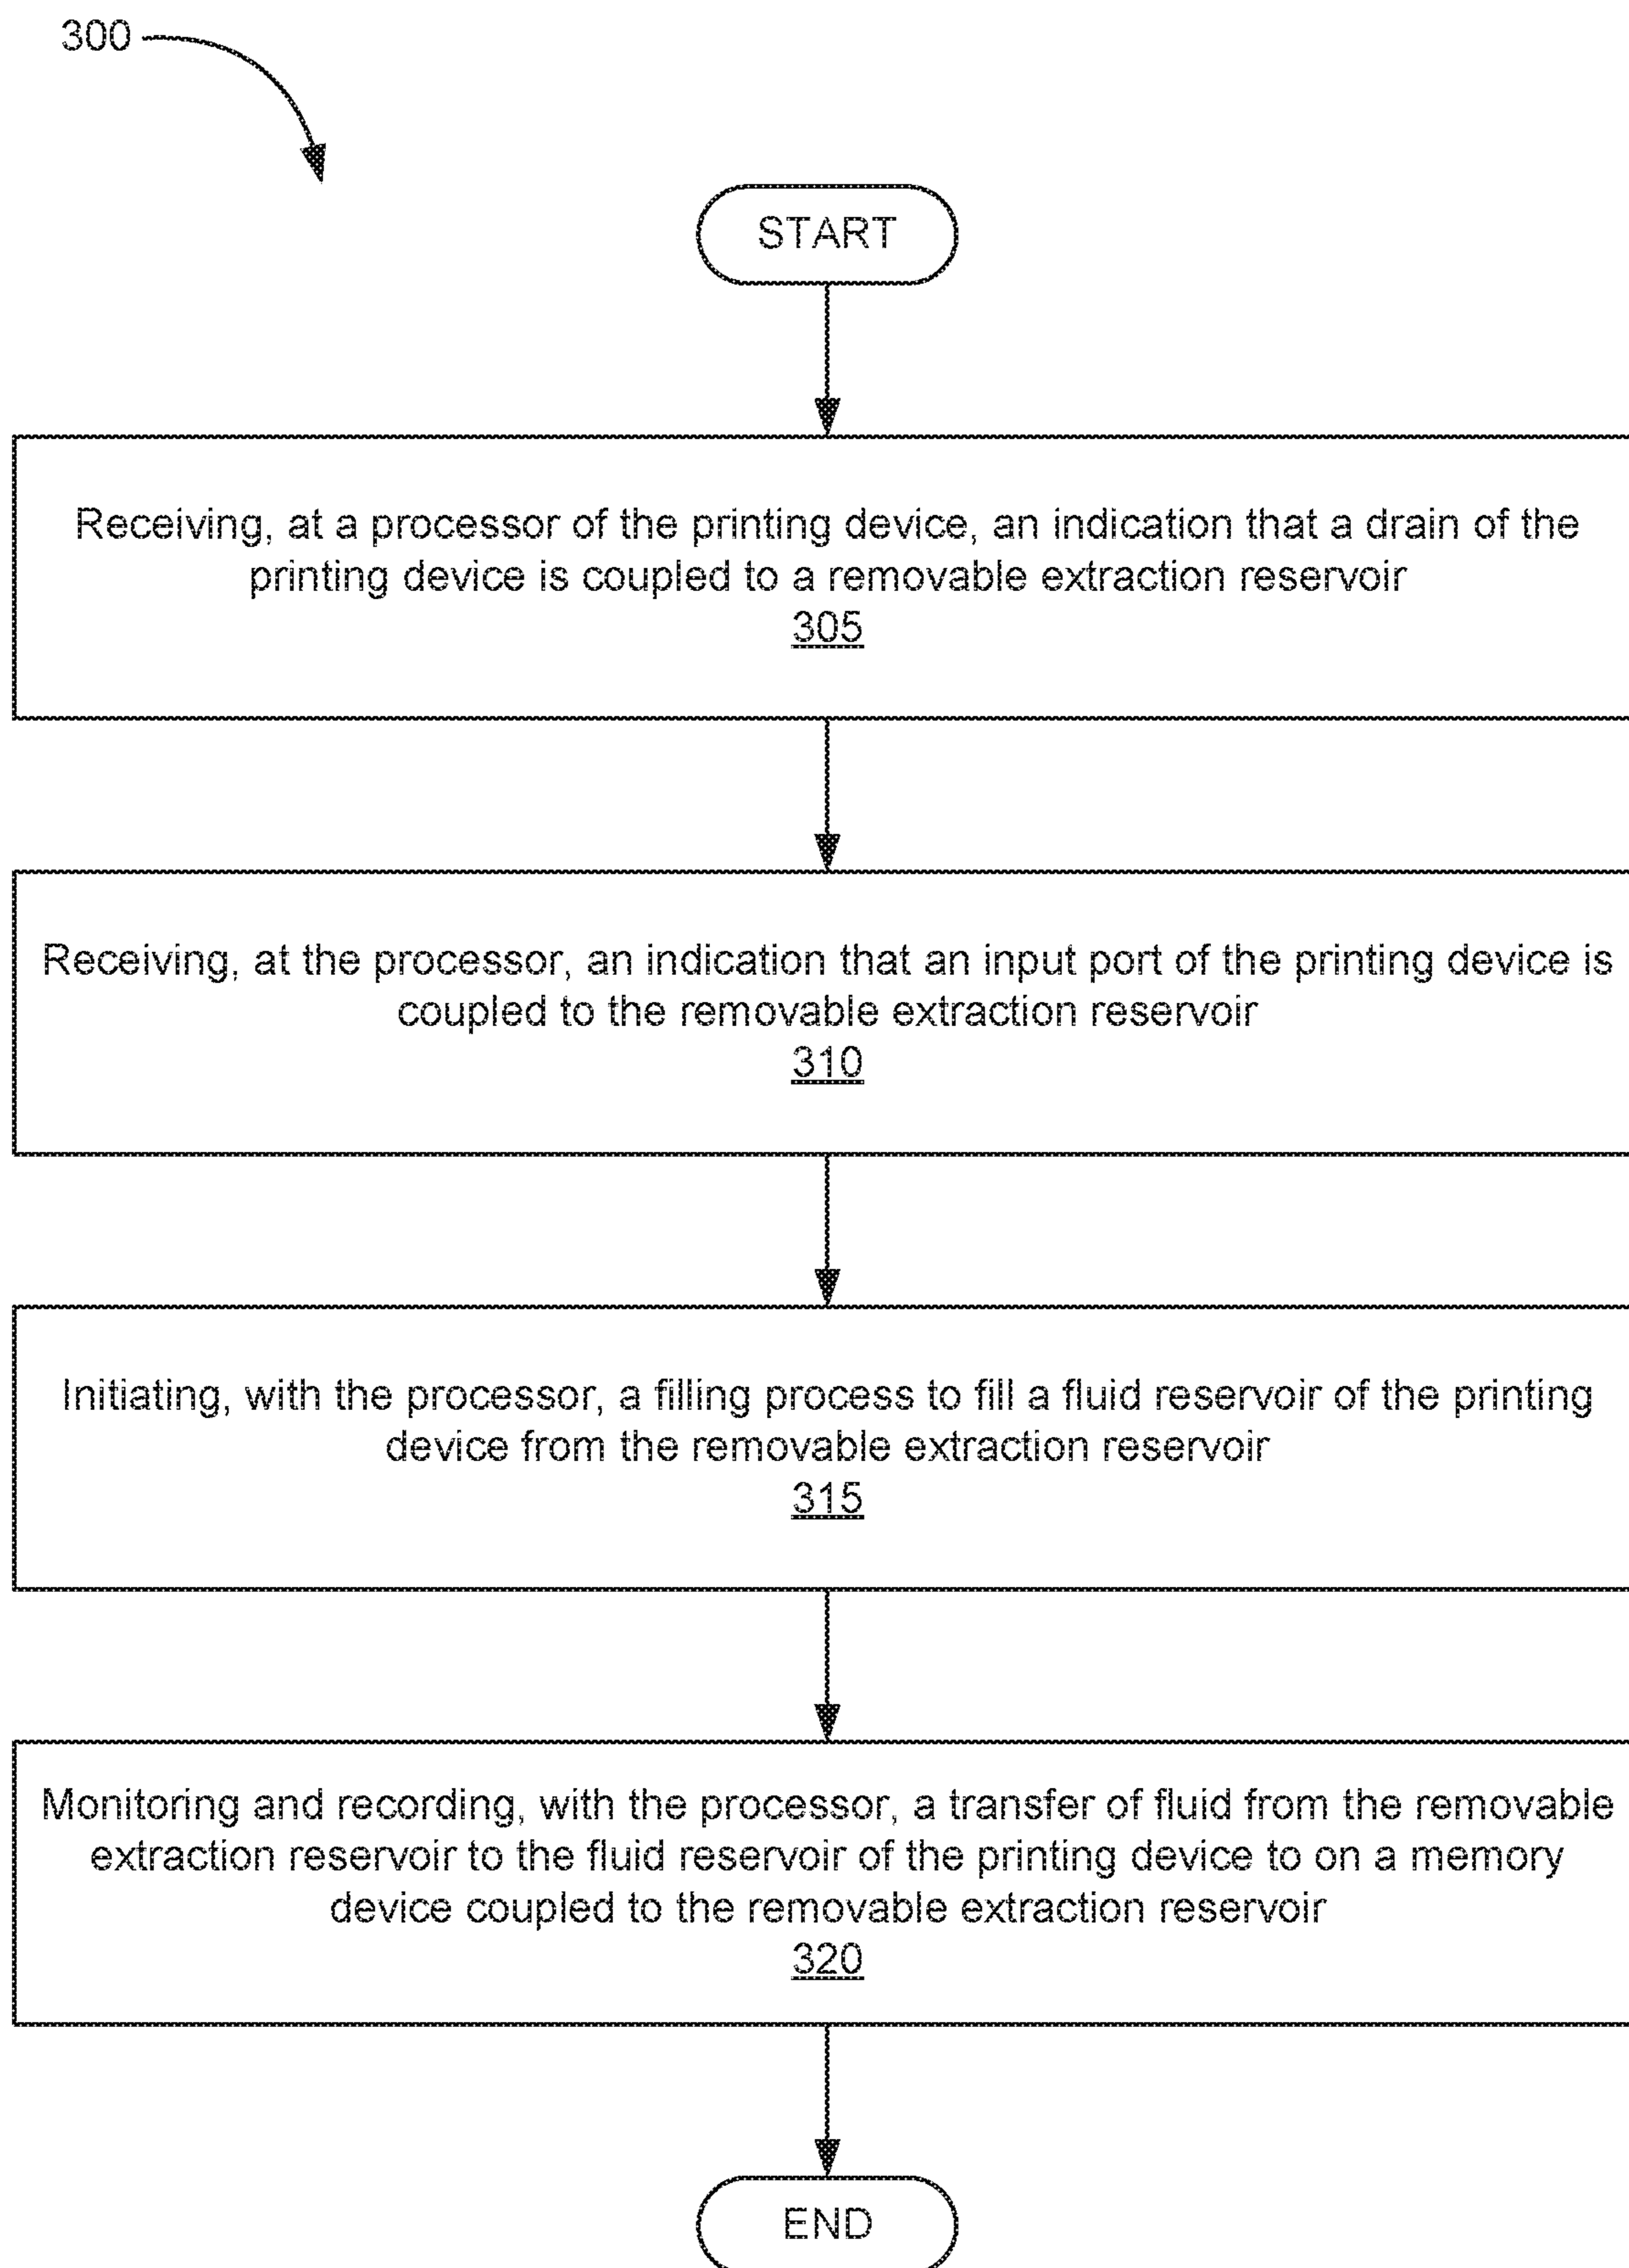 300
START
Receiving, at a processor of the printing device, an indication that a drain of the
printing device is coupled to a removable extraction reservoir
305
Receiving, at the processor, an indication that an input port of the printing device is
coupled to the removable extraction reservoir
310
Initiating, with the processor, a filling process to fill a fluid reservoir of the printing
device from the removable extraction reservoir
315
Monitoring and recording, with the processor, a transfer of fluid from the removable
extraction reservoir to the fluid reservoir of the printing device to on a memory
device coupled to the removable extraction reservoir
320
END